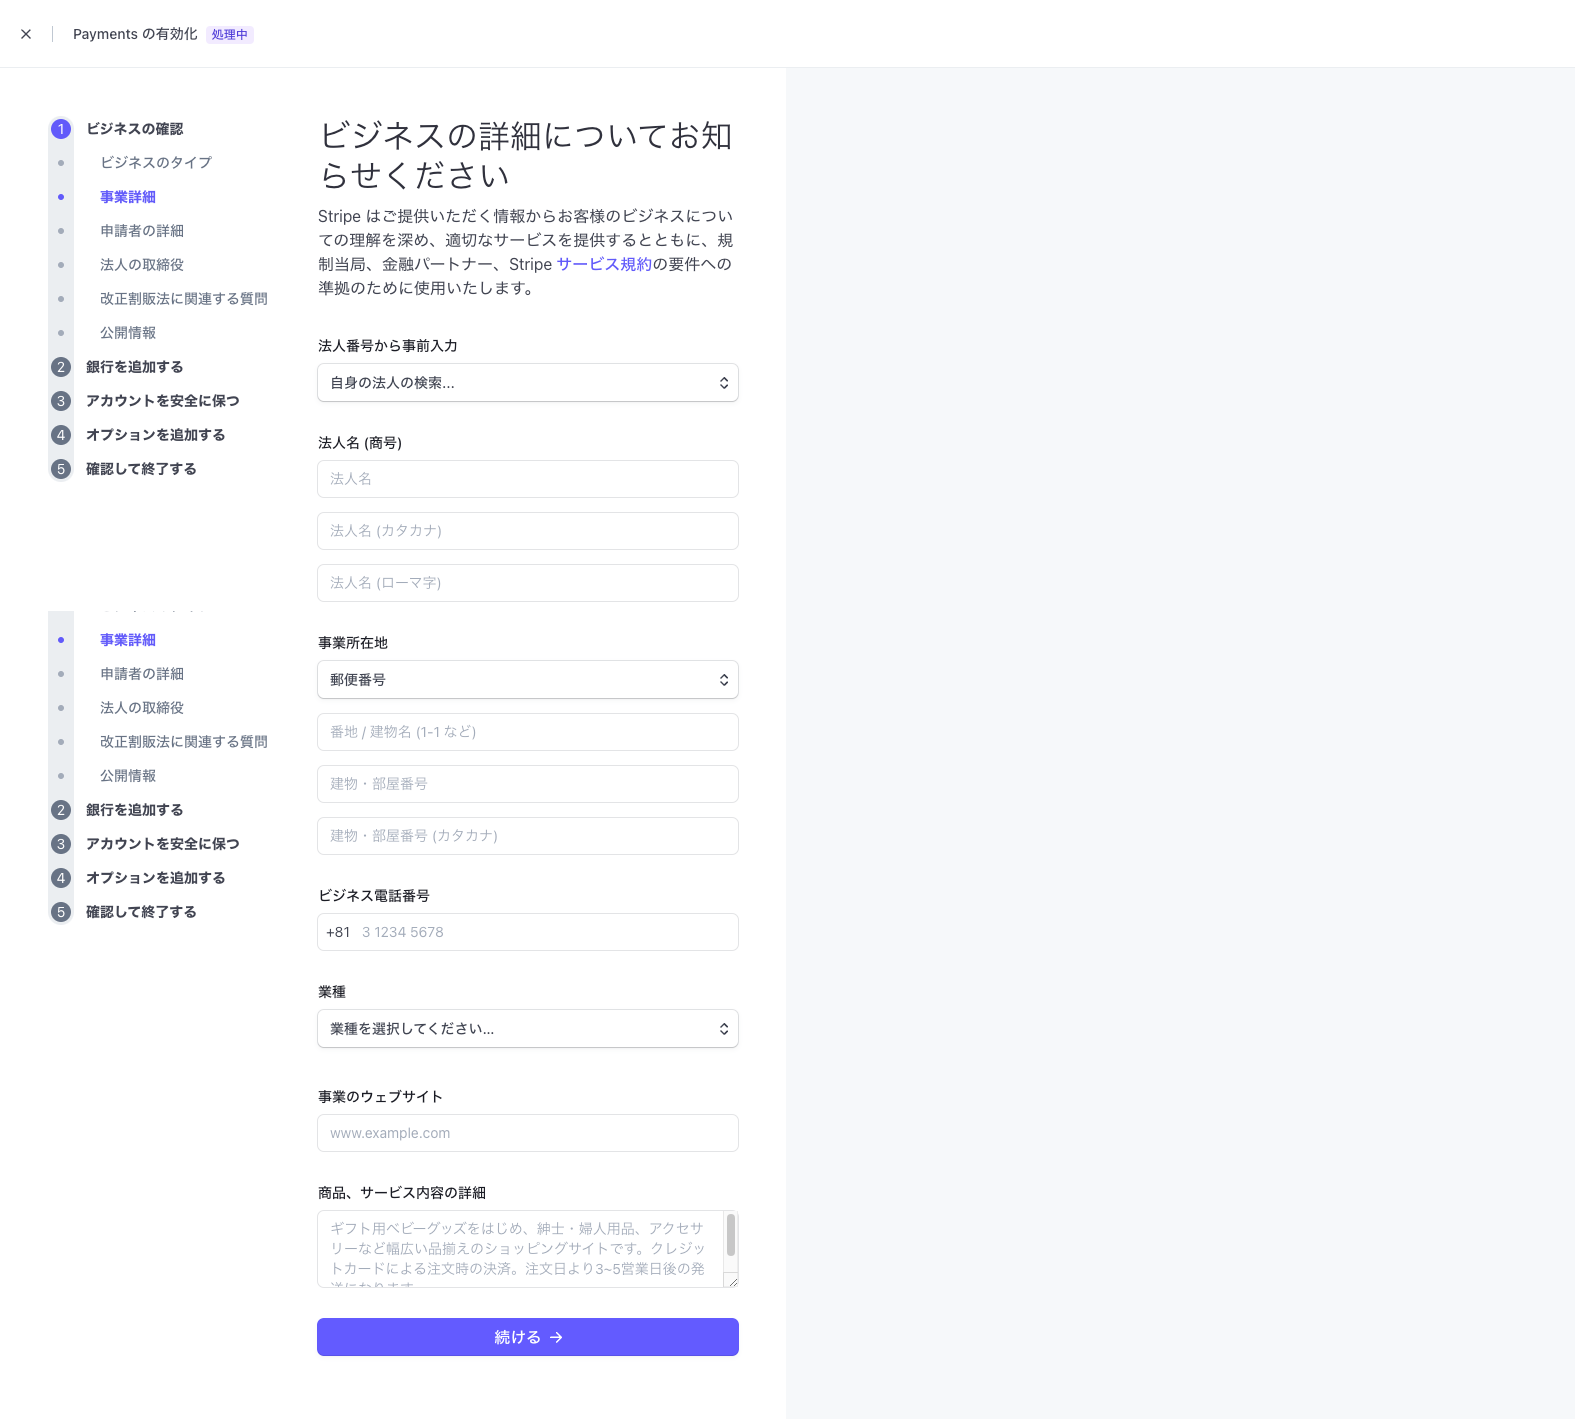 Payments の有効化 処理中
1 ビジネスの確認
ビジネスのタイプ
事業詳細
申請者の詳細
法人の取締役
改正割販法に関連する質問
公開情報
2 銀行を追加する
3 アカウントを安全に保つ
4 オプションを追加する
5 確認して終了する
事業詳細
申請者の詳細
法人の取締役
改正割販法に関連する質問
公開情報
2 銀行を追加する
3 アカウントを安全に保つ
4 オプションを追加する
5 確認して終了する
ビジネスの詳細についてお知
らせください
Stripe はご提供いただく情報からお客様のビジネスについ
ての理解を深め、適切なサービスを提供するとともに、規
制当局、金融パートナー、Stripe サービス規約の要件への
準拠のために使用いたします。
法人番号から事前入力
自身の法人の検索...
法人名 (商号)
法人名
法人名 (カタカナ)
法人名 (ローマ字)
事業所在地
郵便番号
番地 / 建物名 (1-1 など)
建物・部屋番号
建物・部屋番号 (カタカナ)
ビジネス電話番号
+81 3 1234 5678
業種
業種を選択してください...
事業のウェブサイト
www.example.com
商品、サービス内容の詳細
ギフト用ベビーグッズをはじめ、紳士・婦人用品、アクセサ
リーなど幅広い品揃えのショッピングサイトです。クレジッ
トカードによる注文時の決済。注文日より3~5営業日後の発
続ける →